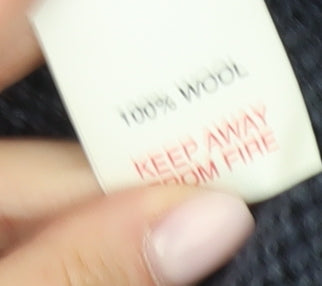 100% WOOL
KEEP AWAY
FROM FIRE